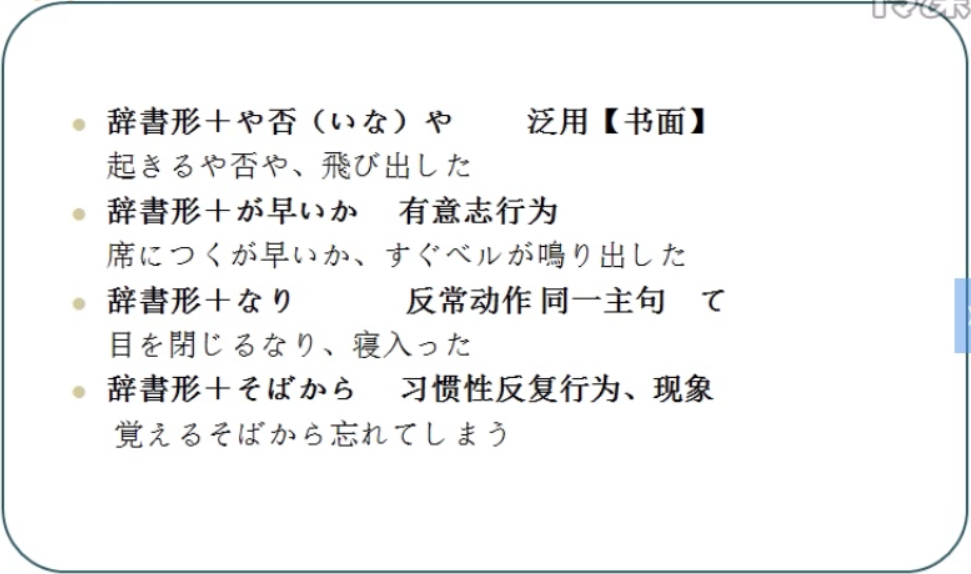 辞書形＋や否（いな）や　　泛用【书面】
起きるや否や、飛び出した
辞書形＋が早いか　有意志行为
席につくが早いか、すぐベルが鳴り出した
辞書形＋なり　　　反常动作 同一主句　て
目を閉じるなり、寝入った
辞書形＋そばから　习惯性反复行为、现象
覚えるそばから忘れてしまう